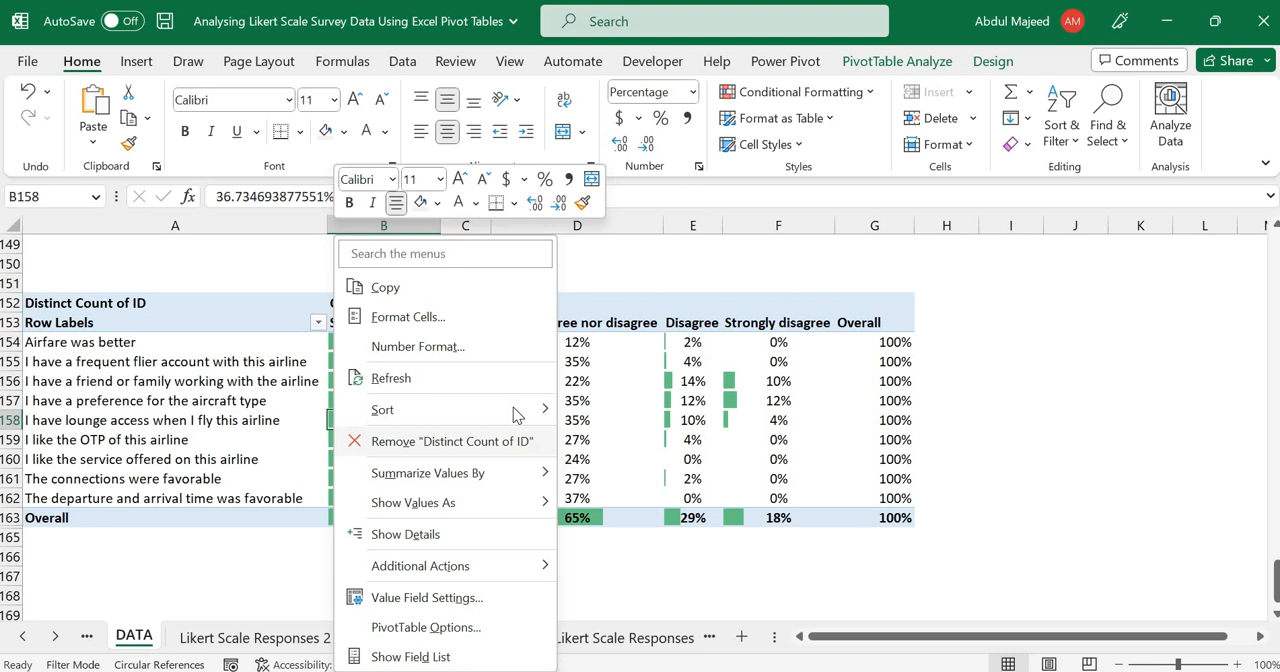 AutoSave Off Analysing Likert Scale Survey Data Using Excel Pivot Tables Search Abdul Majeed AM
File Home Insert Draw Page Layout Formulas Data Review View Automate Developer Help Power Pivot PivotTable Analyze Design Comments Share
Calibri 11 Percentage Conditional Formatting Insert
Paste Format as Table Delete Sort & Filter Find & Select Analyze Data
Cell Styles Format
Undo Clipboard Font Number Styles Cells Editing Analysis
Calibri 11
B158 fx 36.734693877551%
A B C D E F G H I J K L
149
150
151
152 Distinct Count of ID
153 Row Labels ree nor disagree Disagree Strongly disagree Overall
154 Airfare was better 12% 2% 0% 100%
155 I have a frequent flier account with this airline 35% 4% 0% 100%
156 I have a friend or family working with the airline 22% 14% 10% 100%
157 I have a preference for the aircraft type 35% 12% 12% 100%
158 I have lounge access when I fly this airline 35% 10% 4% 100%
159 I like the OTP of this airline 27% 4% 0% 100%
160 I like the service offered on this airline 24% 0% 0% 100%
161 The connections were favorable 27% 2% 0% 100%
162 The departure and arrival time was favorable 37% 0% 0% 100%
163 Overall 65% 29% 18% 100%
165
166
167
168
169
Search the menus
Copy
Format Cells...
Number Format...
Refresh
Sort
Remove "Distinct Count of ID"
Summarize Values By
Show Values As
Show Details
Additional Actions
Value Field Settings...
PivotTable Options...
Show Field List
DATA Likert Scale Responses 2 Likert Scale Responses
Ready Filter Mode Circular References Accessibility: 100%